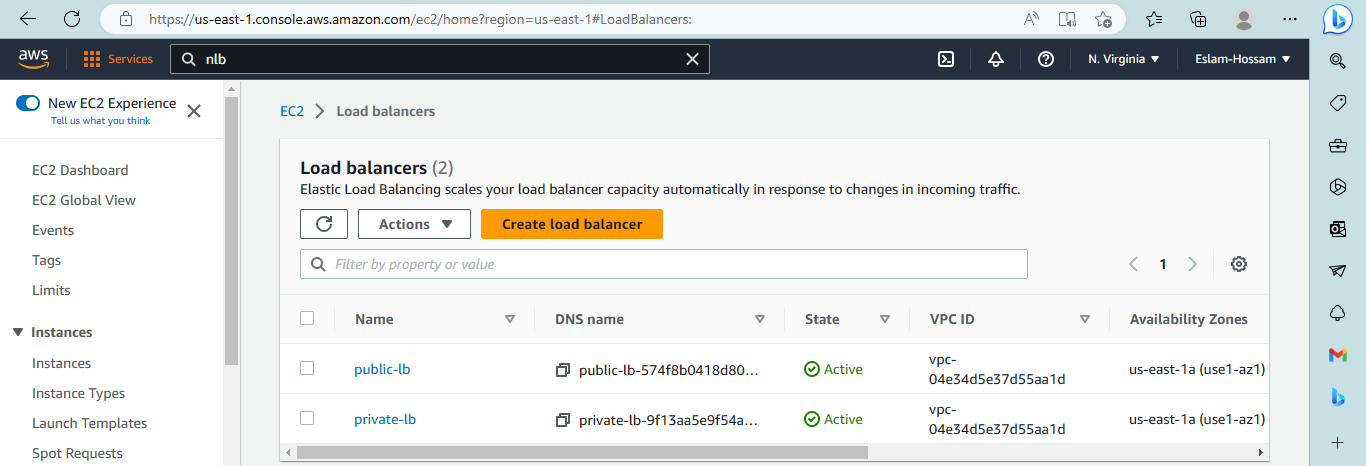 https://us-east-1.console.aws.amazon.com/ec2/home?region=us-east-1#LoadBalancers:
aws Services nlb N. Virginia Eslam-Hossam
New EC2 Experience
Tell us what you think
EC2 Dashboard
EC2 Global View
Events
Tags
Limits
Instances
Instances
Instance Types
Launch Templates
Spot Requests
EC2 Load balancers
Load balancers (2)
Elastic Load Balancing scales your load balancer capacity automatically in response to changes in incoming traffic.
Actions Create load balancer
Filter by property or value 1
Name DNS name State VPC ID Availability Zones
public-lb public-lb-574f8b0418d80... Active vpc-04e34d5e37d55aa1d us-east-1a (use1-az1)
private-lb private-lb-9f13aa5e9f54a... Active vpc-04e34d5e37d55aa1d us-east-1a (use1-az1)